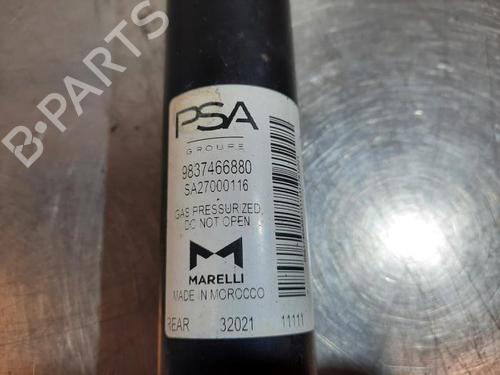 B-PARTS
PSA
GROUPE
9837466880
SA27000116
GAS PRESSURIZED,
DO NOT OPEN
MARELLI
MADE IN MOROCCO
REAR 32021 11111